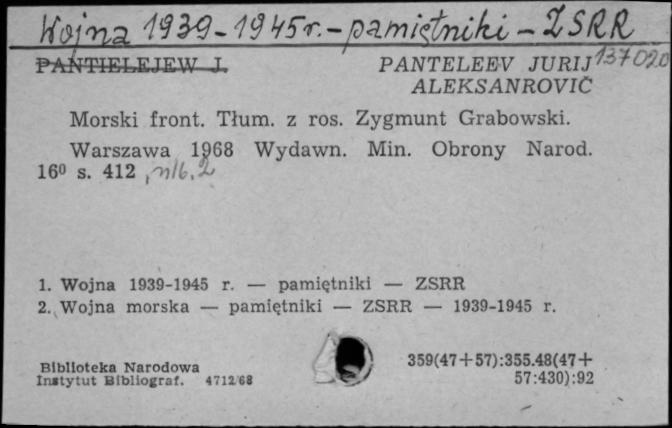 Wojna 1939-1945r.-pamiętniki-ZSRR
PANTIELEJEW J. PANTELEEV JURIJ 137020
ALEKSANROVIČ
Morski front. Tłum. z ros. Zygmunt Grabowski.
Warszawa 1968 Wydawn. Min. Obrony Narod.
16⁰ s. 412, nlb. 2
1. Wojna 1939-1945 r. — pamiętniki — ZSRR
2. Wojna morska — pamiętniki — ZSRR — 1939-1945 r.
Biblioteka Narodowa 359(47+57):355.48(47+
Instytut Bibliograf. 4712/68 57:430):92